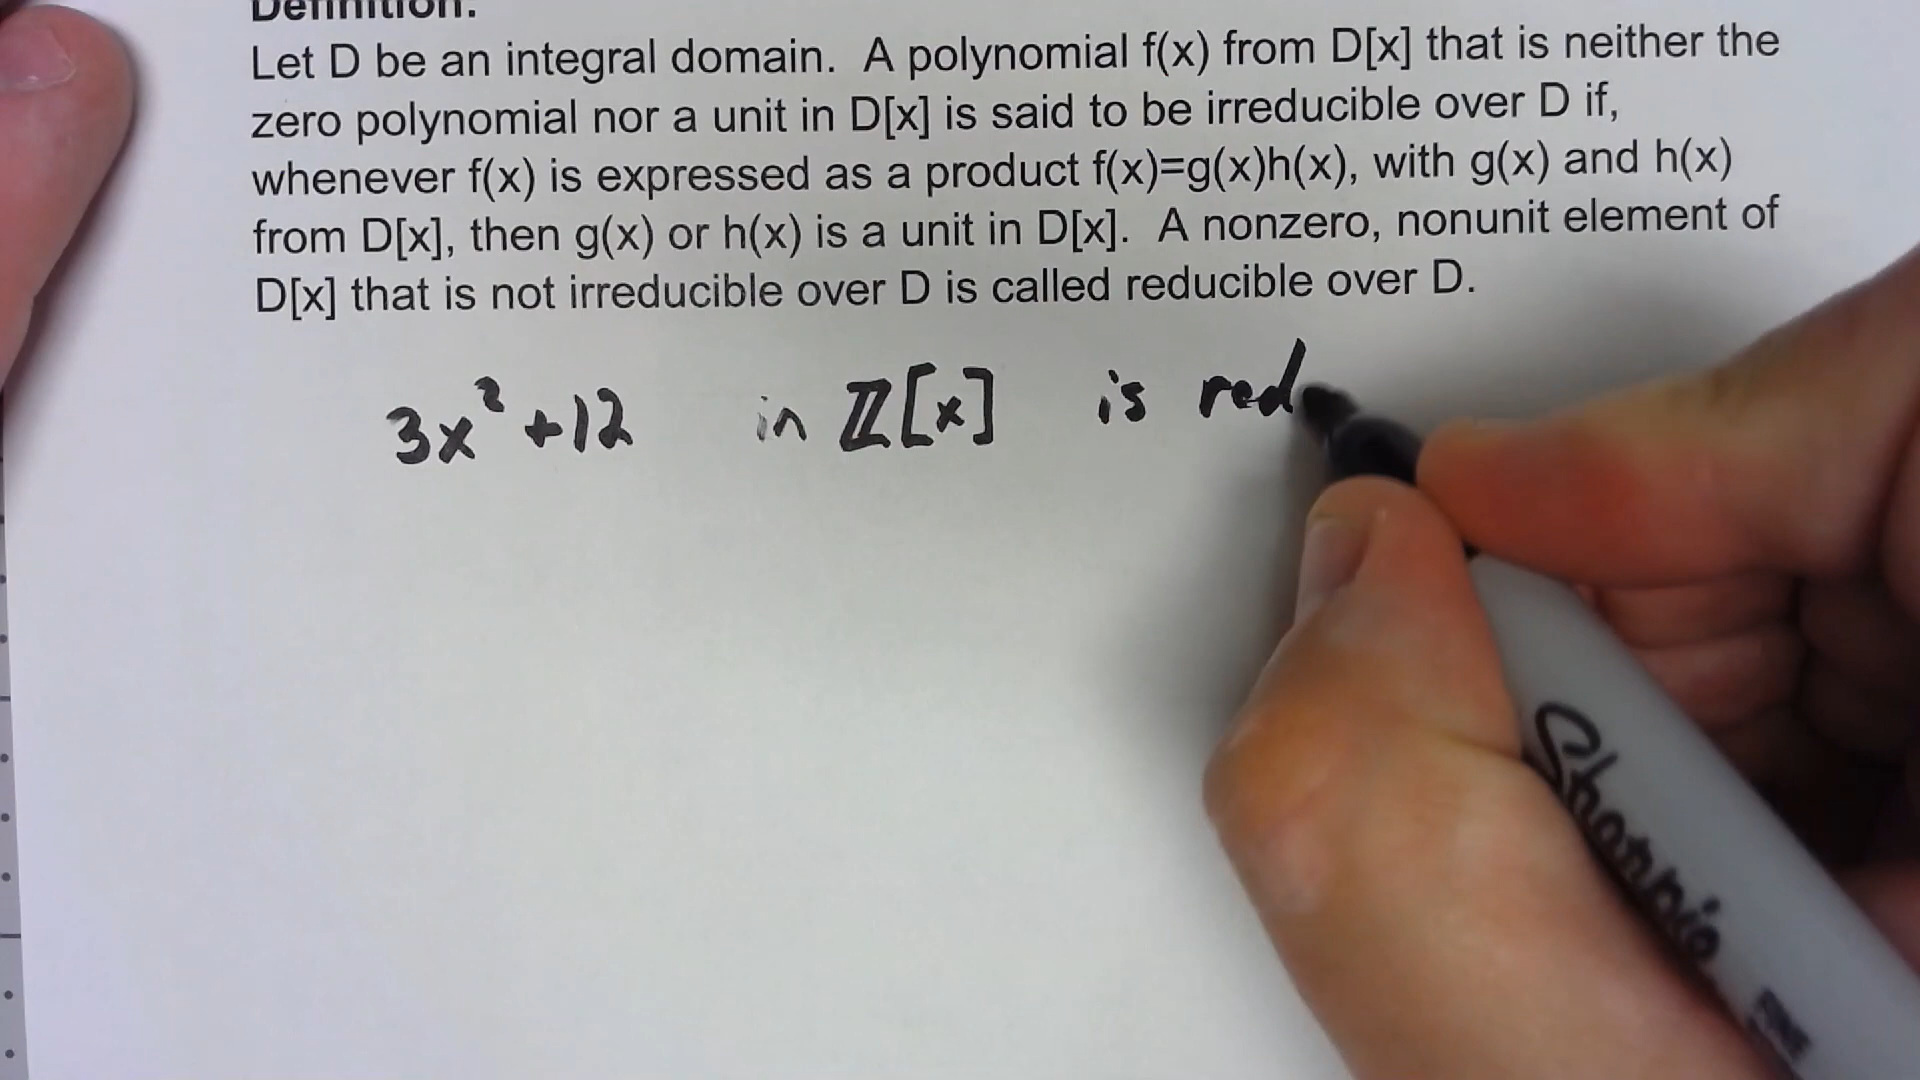 Definition:
Let D be an integral domain. A polynomial f(x) from D[x] that is neither the
zero polynomial nor a unit in D[x] is said to be irreducible over D if,
whenever f(x) is expressed as a product f(x)=g(x)h(x), with g(x) and h(x)
from D[x], then g(x) or h(x) is a unit in D[x]. A nonzero, nonunit element of
D[x] that is not irreducible over D is called reducible over D.
3x² +12 in ℤ[x] is red
Sharpie